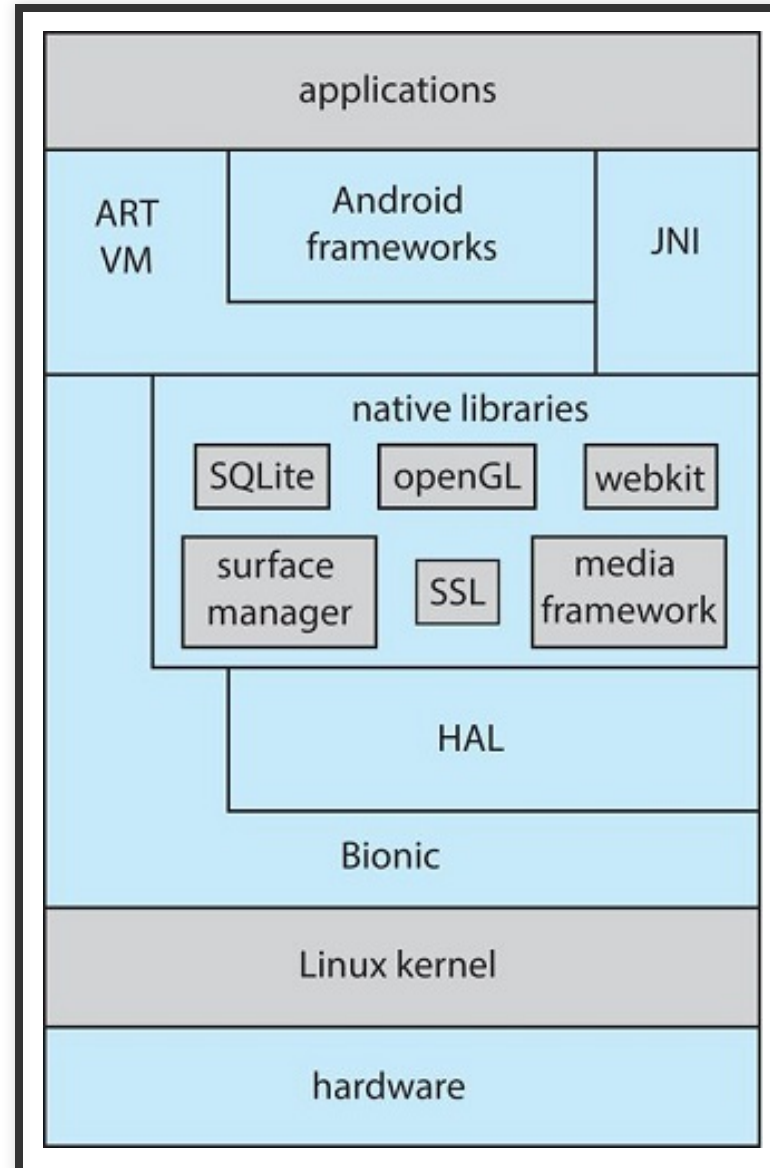 applications
ART
VM
Android
frameworks
JNI
native libraries
SQLite
openGL
webkit
surface
manager
SSL
media
framework
HAL
Bionic
Linux kernel
hardware